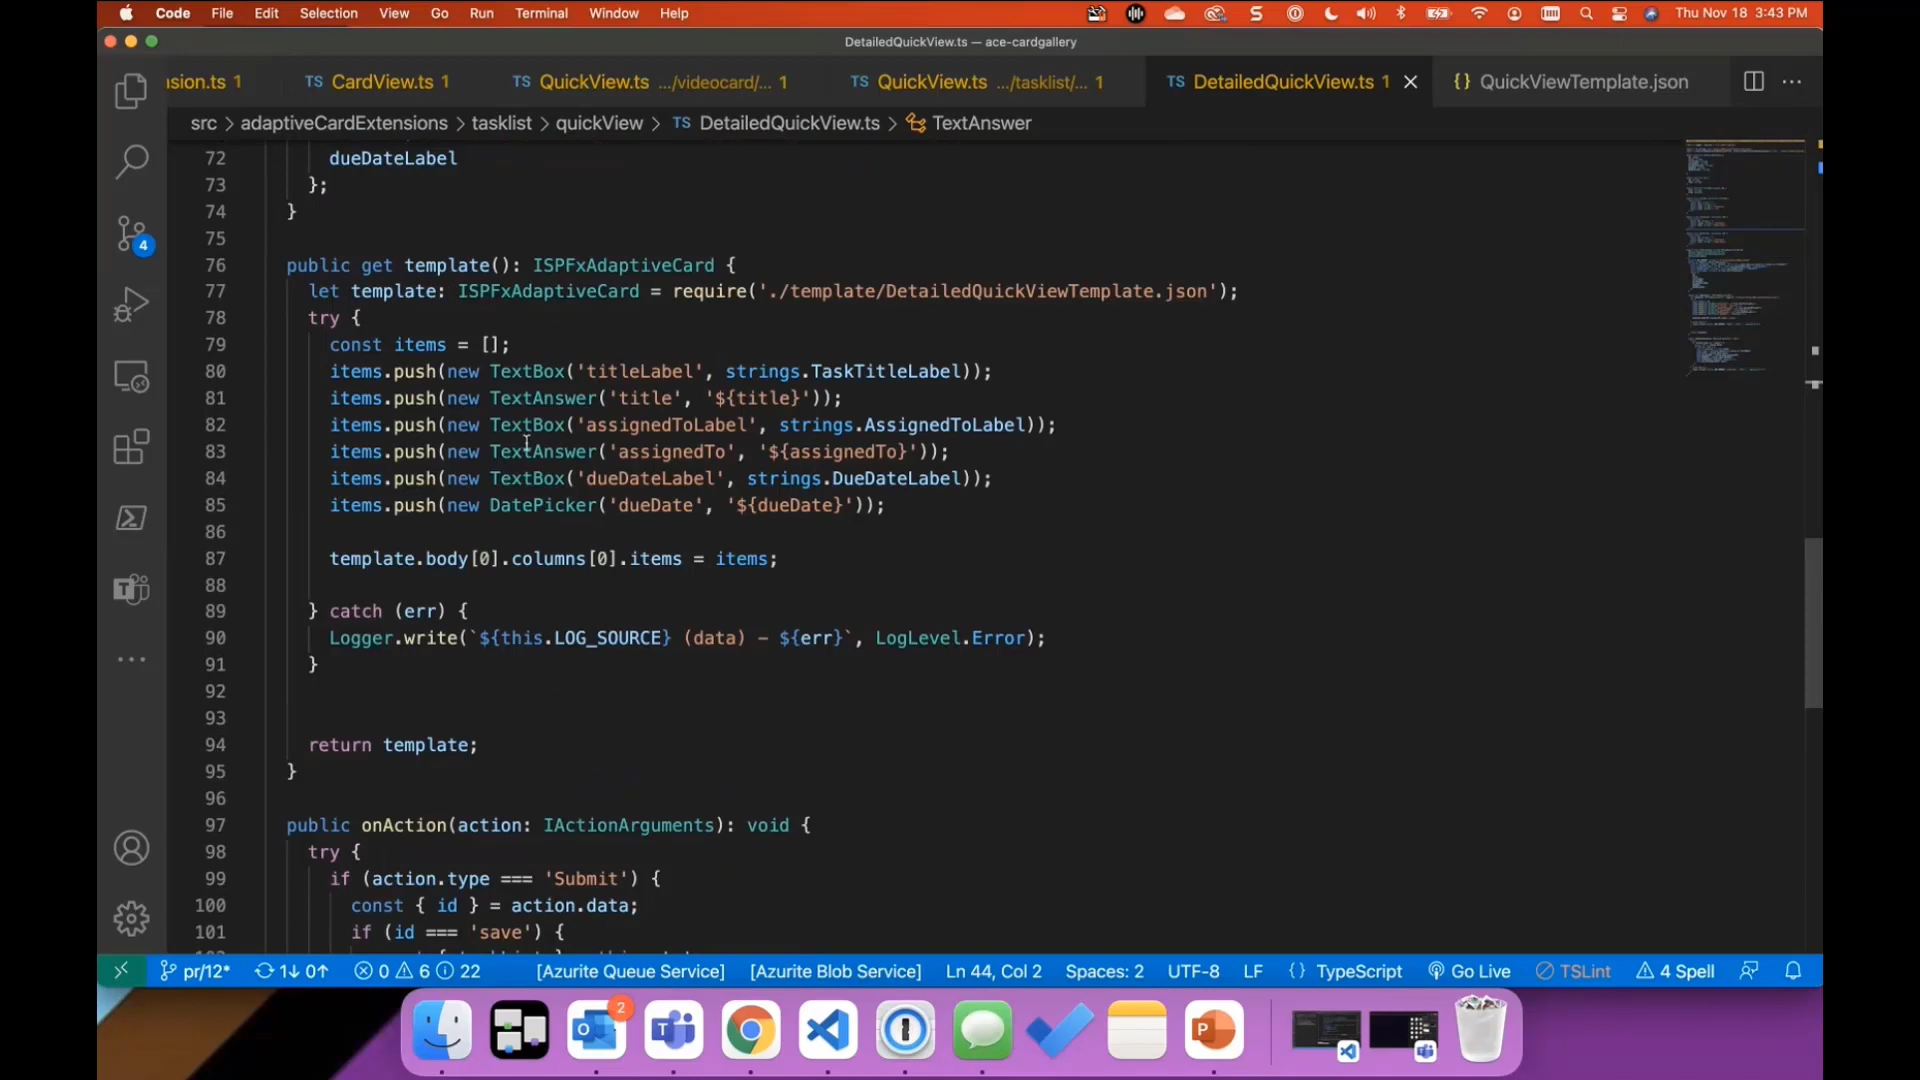 Code File Edit Selection View Go Run Terminal Window Help Thu Nov 18 3:43 PM
DetailedQuickView.ts — ace-cardgallery
nsion.ts 1 TS CardView.ts 1 TS QuickView.ts .../videocard/... 1 TS QuickView.ts .../tasklist/... 1 TS DetailedQuickView.ts 1 {} QuickViewTemplate.json ...
src > adaptiveCardExtensions > tasklist > quickView > TS DetailedQuickView.ts > TextAnswer
72 dueDateLabel
73 };
74 }
75
76 public get template(): ISPFxAdaptiveCard {
77 let template: ISPFxAdaptiveCard = require('./template/DetailedQuickViewTemplate.json');
78 try {
79 const items = [];
80 items.push(new TextBox('titleLabel', strings.TaskTitleLabel));
81 items.push(new TextAnswer('title', '${title}'));
82 items.push(new TextBox('assignedToLabel', strings.AssignedToLabel));
83 items.push(new TextAnswer('assignedTo', '${assignedTo}'));
84 items.push(new TextBox('dueDateLabel', strings.DueDateLabel));
85 items.push(new DatePicker('dueDate', '${dueDate}'));
86
87 template.body[0].columns[0].items = items;
88
89 } catch (err) {
90 Logger.write(`${this.LOG_SOURCE} (data) - ${err}`, LogLevel.Error);
91 }
92
93
94 return template;
95 }
96
97 public onAction(action: IActionArguments): void {
98 try {
99 if (action.type === 'Submit') {
100 const { id } = action.data;
101 if (id === 'save') {
4
pr/12* 1↓ 0↑ 0 6 22 [Azurite Queue Service] [Azurite Blob Service] Ln 44, Col 2 Spaces: 2 UTF-8 LF {} TypeScript Go Live TSLint 4 Spell
2